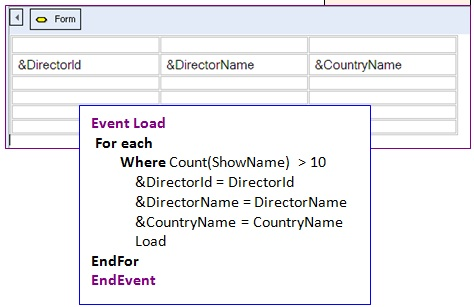 Form
&DirectorId &DirectorName &CountryName
Event Load
For each
Where Count(ShowName) > 10
&DirectorId = DirectorId
&DirectorName = DirectorName
&CountryName = CountryName
Load
EndFor
EndEvent